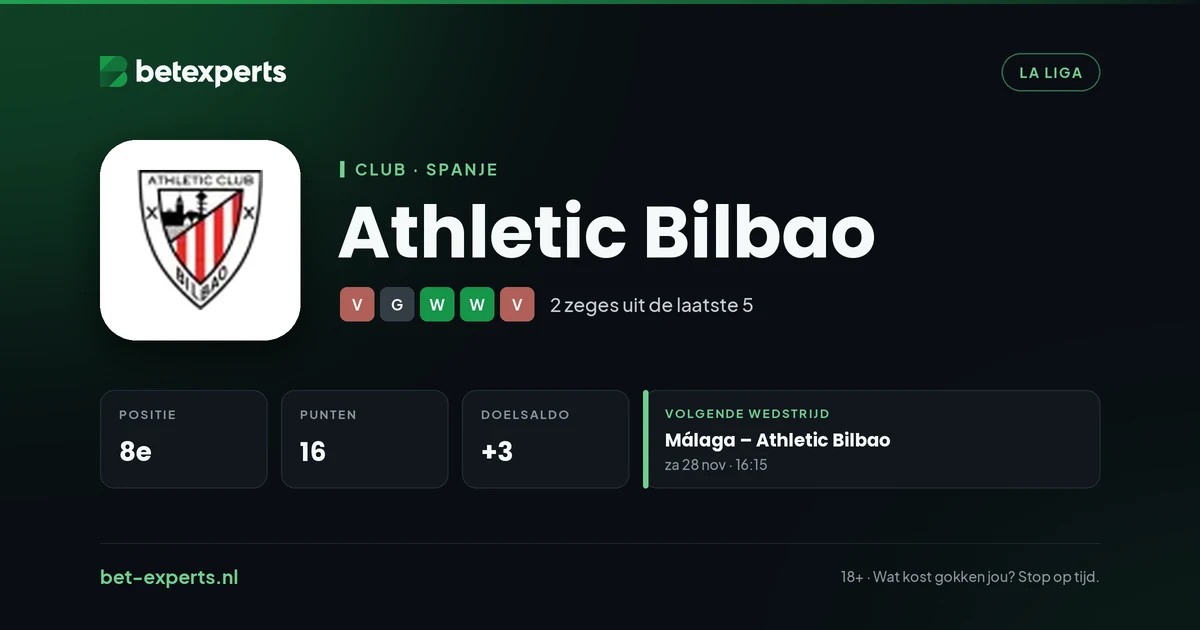 betexperts
LA LIGA
ATHLETIC CLUB
BILBAO
CLUB · SPANJE
Athletic Bilbao
V G W W V 2 zeges uit de laatste 5
POSITIE
8e
PUNTEN
16
DOELSALDO
+3
VOLGENDE WEDSTRIJD
Málaga – Athletic Bilbao
za 28 nov · 16:15
bet-experts.nl
18+ · Wat kost gokken jou? Stop op tijd.